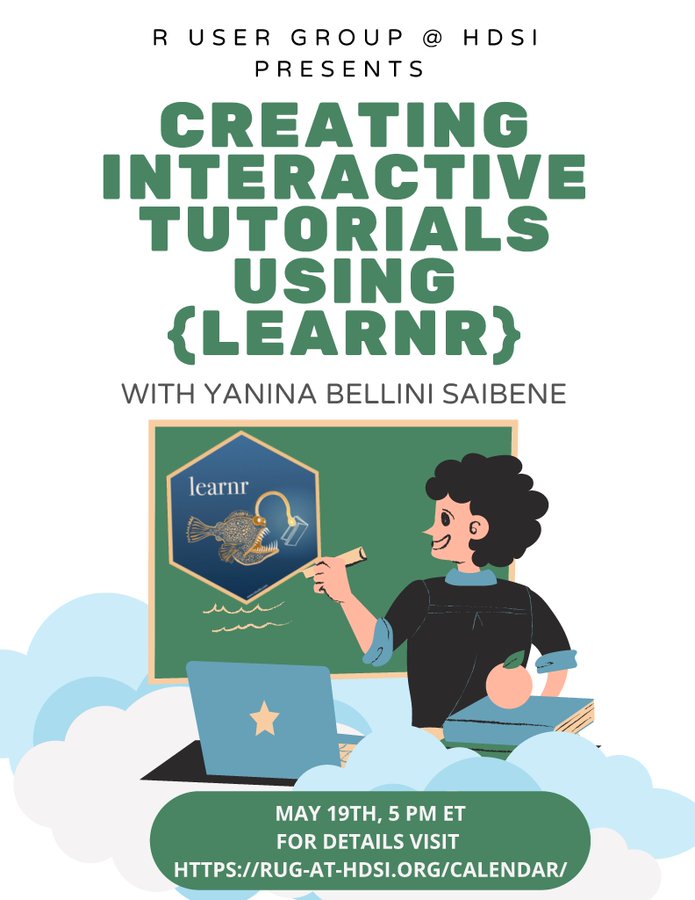 R USER GROUP @ HDSI
PRESENTS
CREATING
INTERACTIVE
TUTORIALS
USING
{LEARNR}
WITH YANINA BELLINI SAIBENE
learnr
MAY 19TH, 5 PM ET
FOR DETAILS VISIT
HTTPS://RUG-AT-HDSI.ORG/CALENDAR/